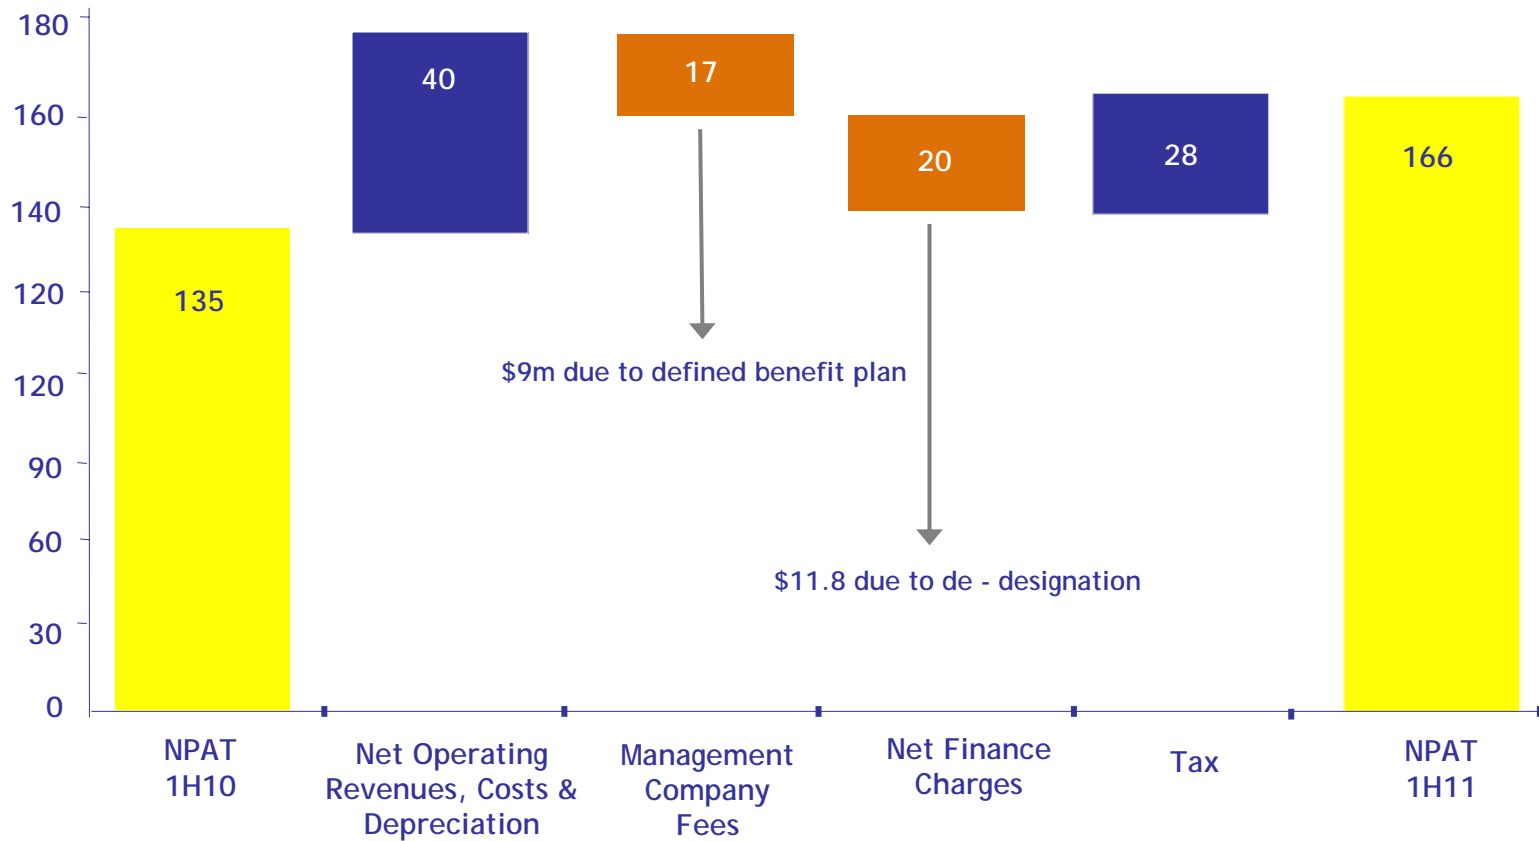 180
160
140
120
120
90
60
30
0
135
40
17
20
28
166
$9m due to defined benefit plan
$11.8 due to de - designation
NPAT
1H10
Net Operating
Revenues, Costs &
Depreciation
Management
Company
Fees
Net Finance
Charges
Tax
NPAT
1H11